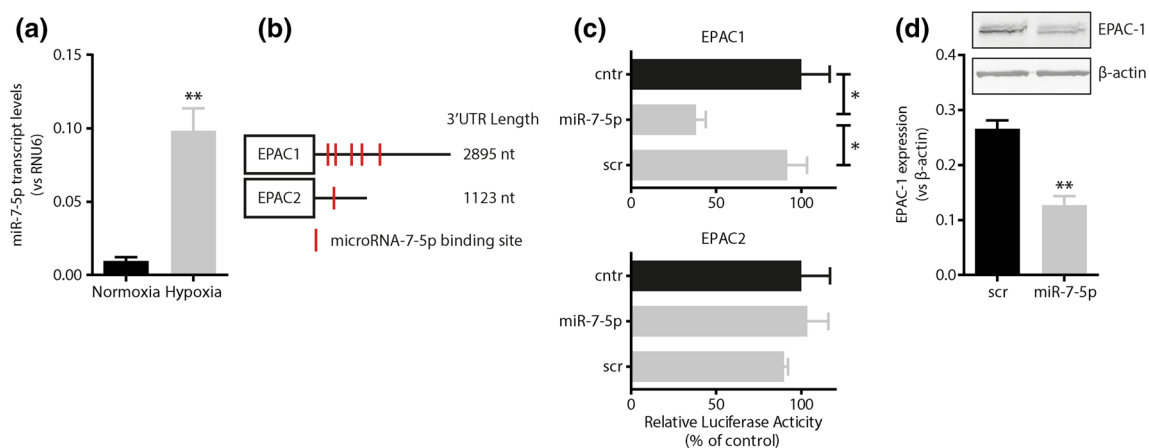 (a)
miR-7-5p transcript levels
(vs RNU6)
0.15
0.10
0.05
0.00
**
Normoxia Hypoxia
(b)
3'UTR Length
EPAC1
2895 nt
EPAC2
1123 nt
microRNA-7-5p binding site
(c)
EPAC1
cntr
miR-7-5p
scr
*
*
0 50 100
EPAC2
cntr
miR-7-5p
scr
0 50 100
Relative Luciferase Acticity
(% of control)
(d)
EPAC-1
β-actin
EPAC-1 expression
(vs β-actin)
0.4
0.3
0.2
0.1
0.0
**
scr miR-7-5p